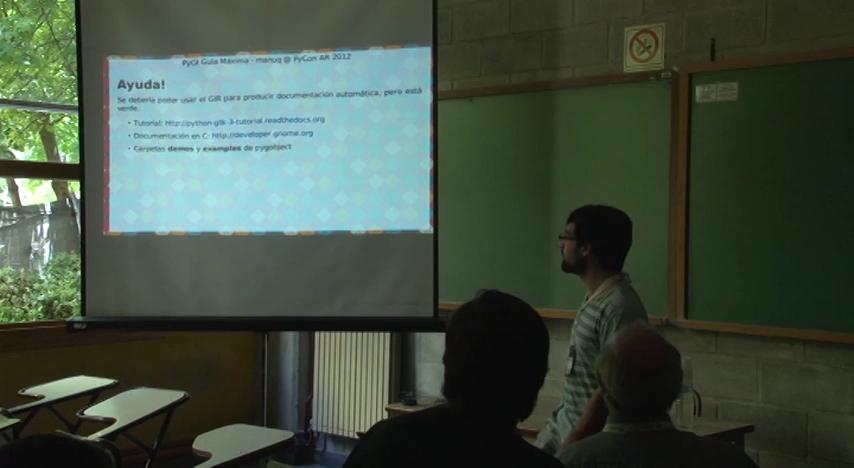 PyGI Guía Máxima - manuq @ PyCon AR 2012
Ayuda!
Se debería poder usar el GIR para producir documentación automática, pero está
verde.
• Tutorial: http://python-gtk-3-tutorial.readthedocs.org
• Documentación en C: http://developer.gnome.org
• Carpetas demos y examples de pygobject